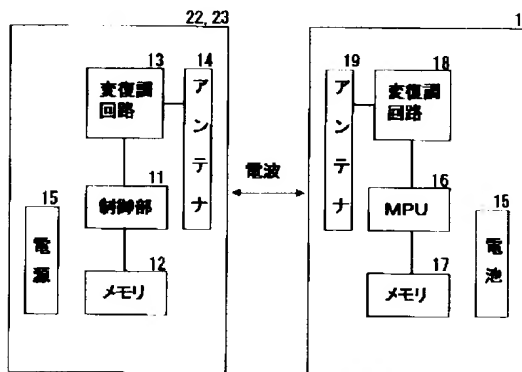 22, 23
13
変復調
回路
14
アンテナ
11
制御部
15
電源
12
メモリ
電波
1
19
アンテナ
18
変復調
回路
16
MPU
15
電池
17
メモリ